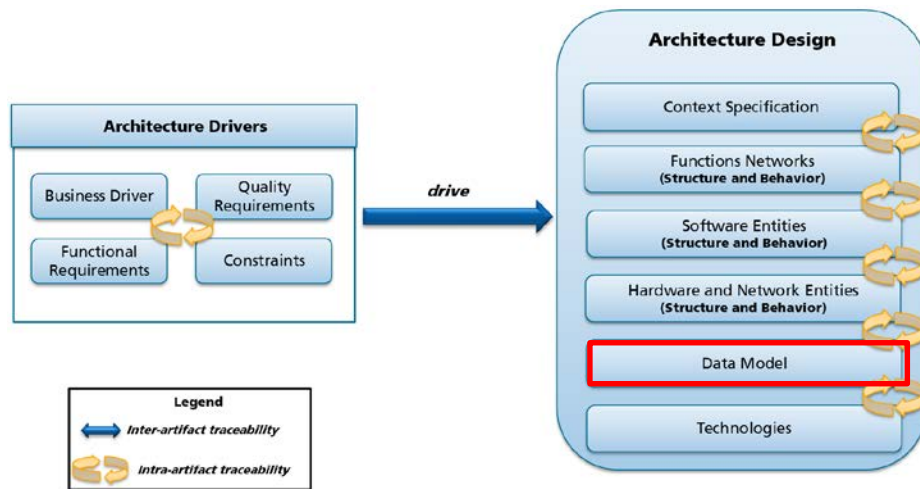 Architecture Drivers
Business Driver
Quality
Requirements
Functional
Requirements
Constraints
drive
Architecture Design
Context Specification
Functions Networks
(Structure and Behavior)
Software Entities
(Structure and Behavior)
Hardware and Network Entities
(Structure and Behavior)
Data Model
Technologies
Legend
Inter-artifact traceability
Intra-artifact traceability